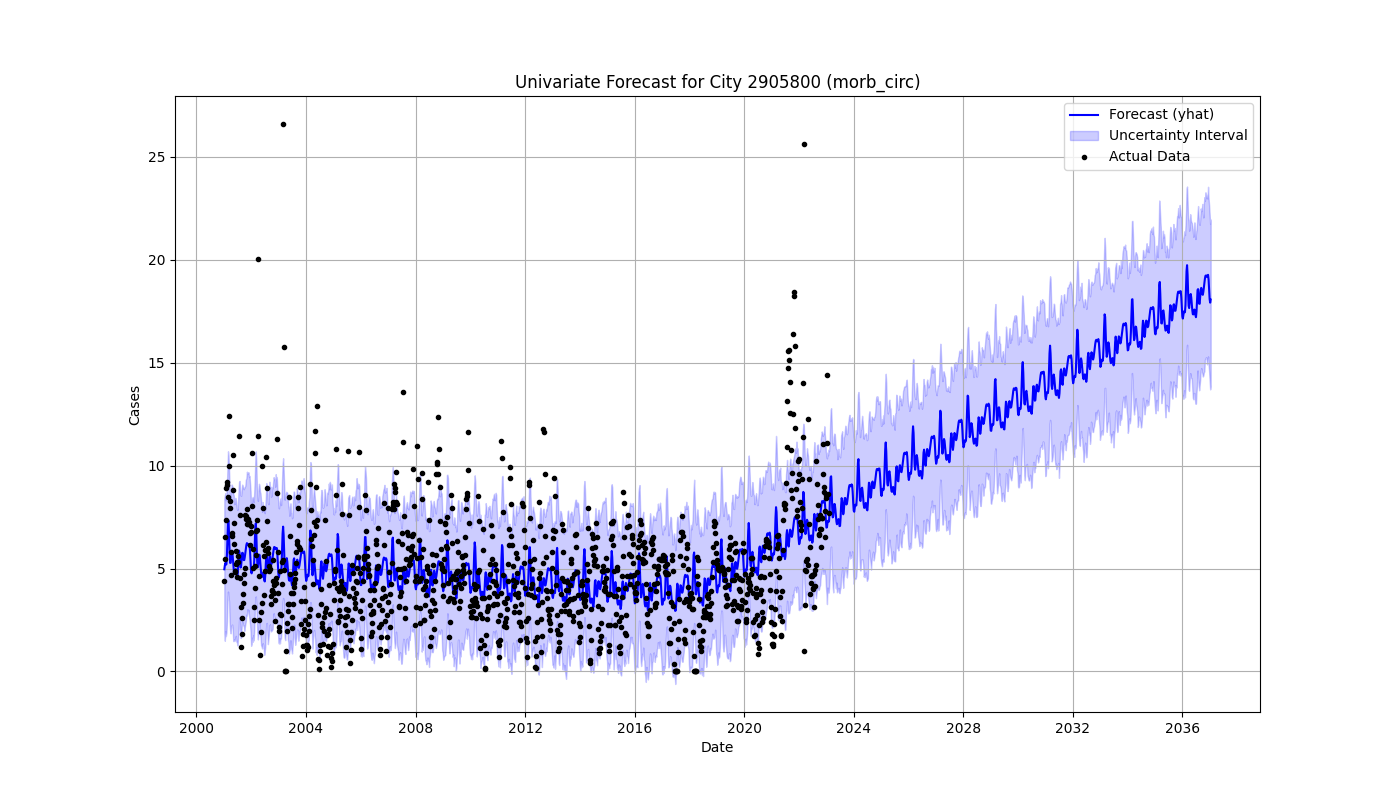 Univariate Forecast for City 2905800 (morb_circ)
Forecast (yhat)
Uncertainty Interval
Actual Data
25
20
15
10
5
0
Cases
2000 2004 2008 2012 2016 2020 2024 2028 2032 2036
Date